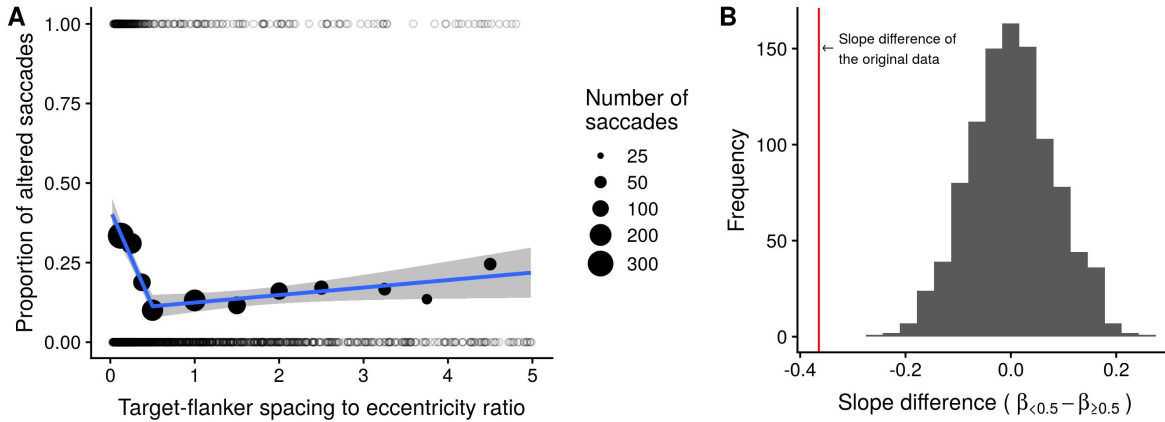 A
Proportion of altered saccades
1.00
0.75
0.50
0.25
0.00
0 1 2 3 4 5
Target-flanker spacing to eccentricity ratio
Number of
saccades
25
50
100
200
300
B
Frequency
150
100
50
0
← Slope difference of
the original data
-0.4 -0.2 0.0 0.2
Slope difference ( β<0.5 − β≥0.5 )